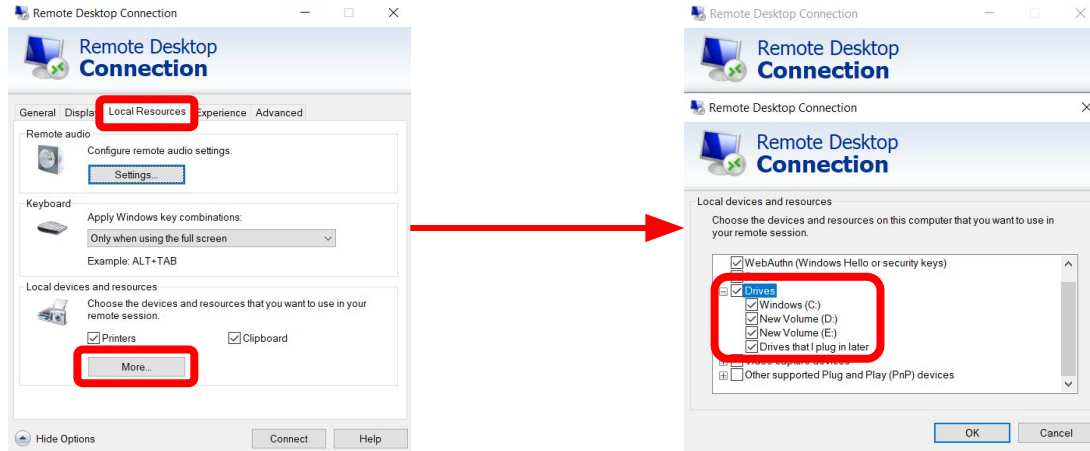 Remote Desktop Connection
Remote Desktop
Connection
General Display Local Resources Experience Advanced
Remote audio
Configure remote audio settings.
Settings...
Keyboard
Apply Windows key combinations:
Only when using the full screen
Example: ALT+TAB
Local devices and resources
Choose the devices and resources that you want to use in your
remote session.
Printers Clipboard
More...
Hide Options Connect Help
Remote Desktop Connection
Remote Desktop
Connection
Remote Desktop Connection
Remote Desktop
Connection
Local devices and resources
Choose the devices and resources on this computer that you want to use in
your remote session.
WebAuthn (Windows Hello or security keys)
Drives
Windows (C:)
New Volume (D:)
New Volume (E:)
Drives that I plug in later
Video capture devices
Other supported Plug and Play (PnP) devices
OK Cancel